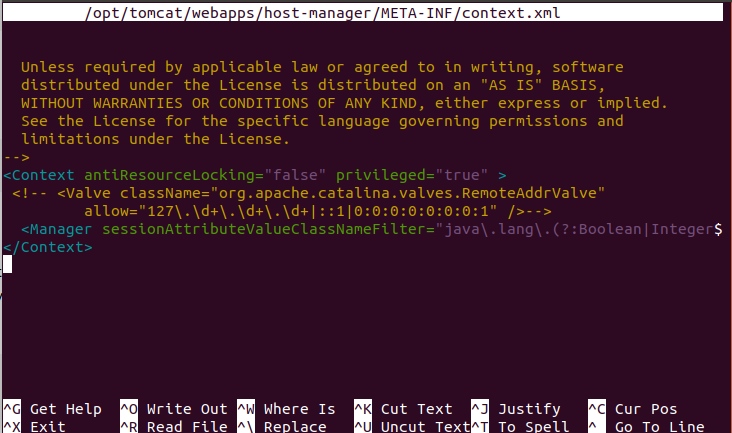 /opt/tomcat/webapps/host-manager/META-INF/context.xml
Unless required by applicable law or agreed to in writing, software
distributed under the License is distributed on an "AS IS" BASIS,
WITHOUT WARRANTIES OR CONDITIONS OF ANY KIND, either express or implied.
See the License for the specific language governing permissions and
limitations under the License.
-->
<Context antiResourceLocking="false" privileged="true" >
<!-- <Valve className="org.apache.catalina.valves.RemoteAddrValve"
allow="127\.\d+\.\d+\.\d+|::1|0:0:0:0:0:0:0:1" />-->
<Manager sessionAttributeValueClassNameFilter="java\.lang\.(?:Boolean|Integer$
</Context>
^G Get Help ^O Write Out ^W Where Is ^K Cut Text ^J Justify ^C Cur Pos
^X Exit ^R Read File ^\ Replace ^U Uncut Text ^T To Spell ^_ Go To Line